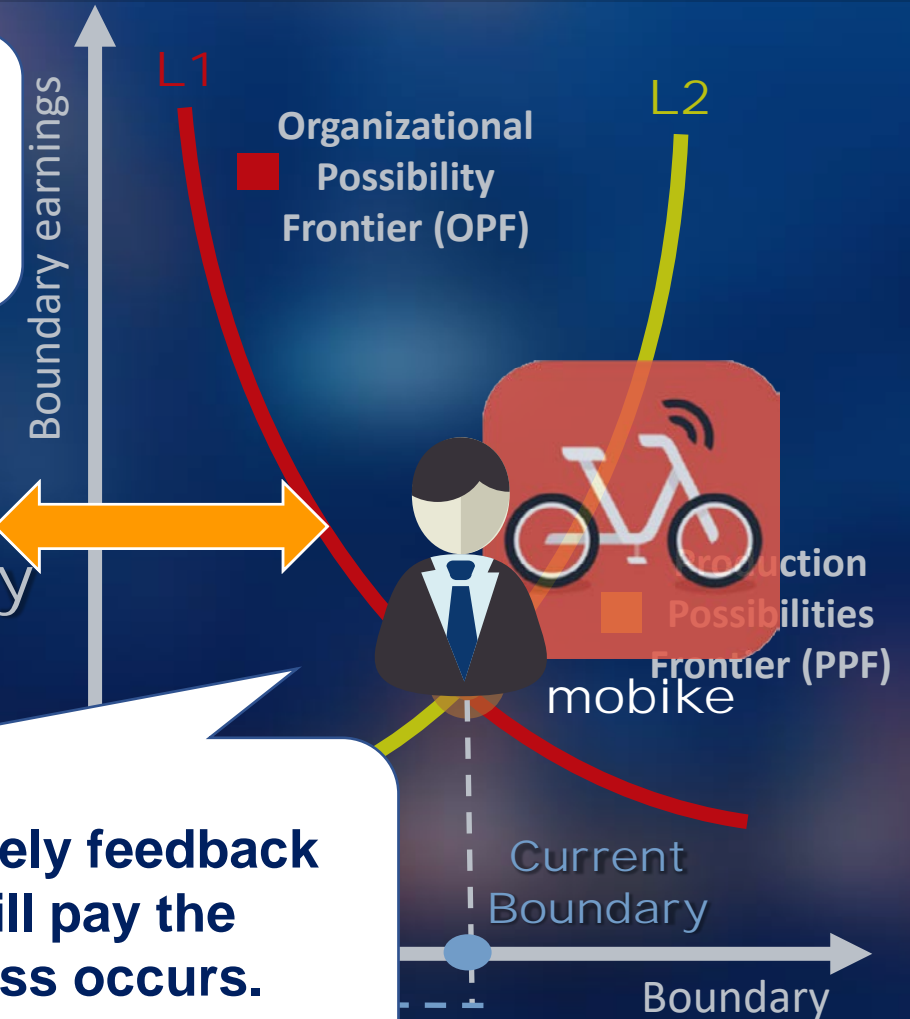 L1
L2
Boundary earnings
Organizational
Possibility
Frontier (OPF)
Possibilities
Frontier (PPF)
mobike
y
ely feedback
ill pay the
ss occurs.
Current
Boundary
Boundary